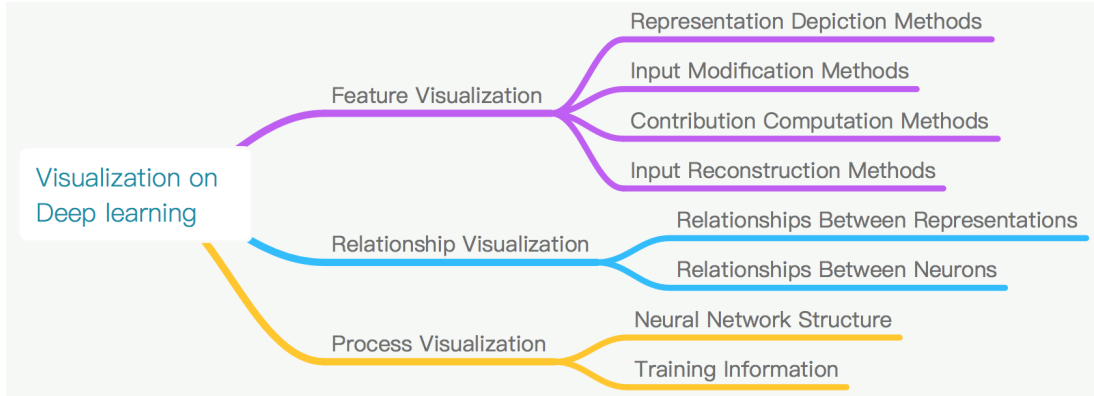 Visualization on
Deep learning
Feature Visualization
Representation Depiction Methods
Input Modification Methods
Contribution Computation Methods
Input Reconstruction Methods
Relationship Visualization
Relationships Between Representations
Relationships Between Neurons
Process Visualization
Neural Network Structure
Training Information